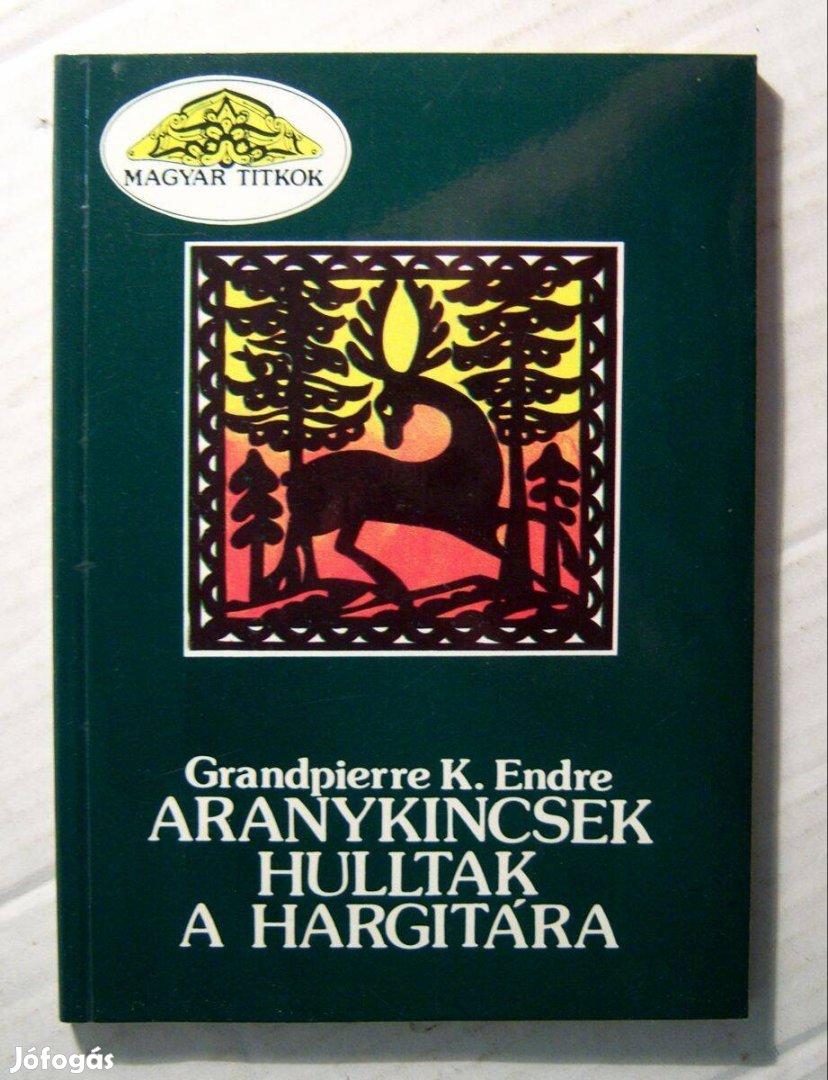 MAGYAR TITKOK
Grandpierre K. Endre
ARANYKINCSEK
HULLTAK
A HARGITÁRA
Jófogás